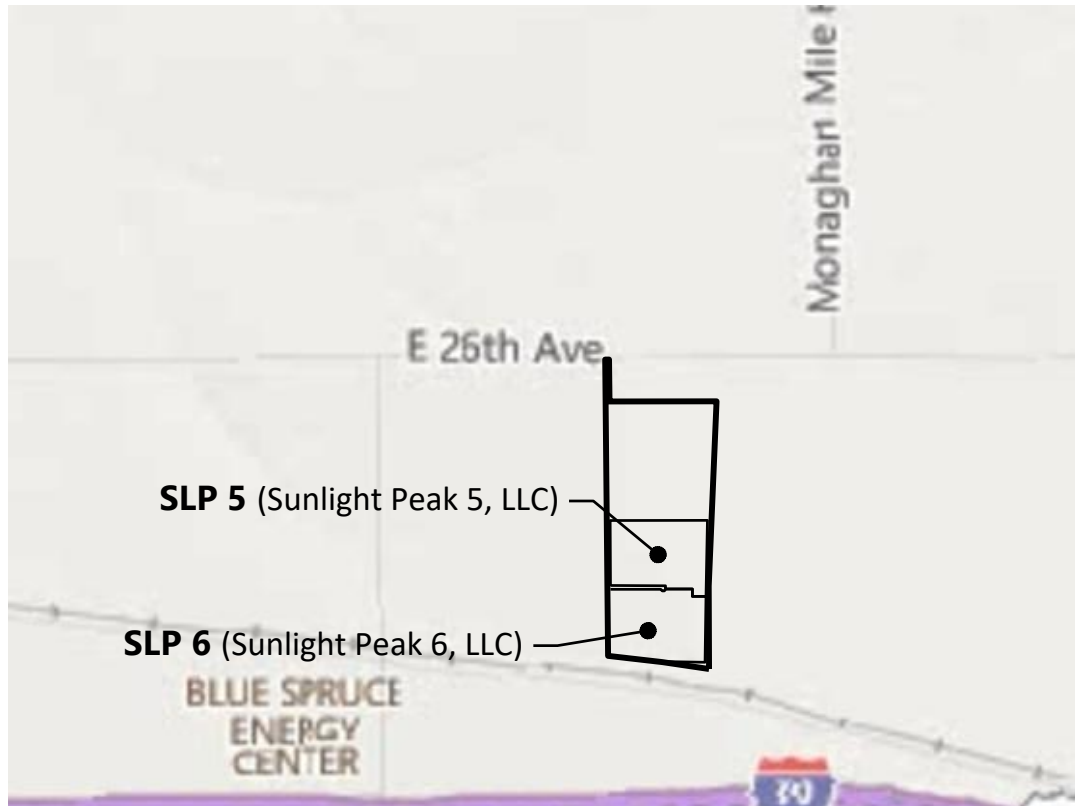 Monaghan Mile
E 26th Ave
SLP 5 (Sunlight Peak 5, LLC)
SLP 6 (Sunlight Peak 6, LLC)
BLUE SPRUCE
ENERGY
CENTER
70